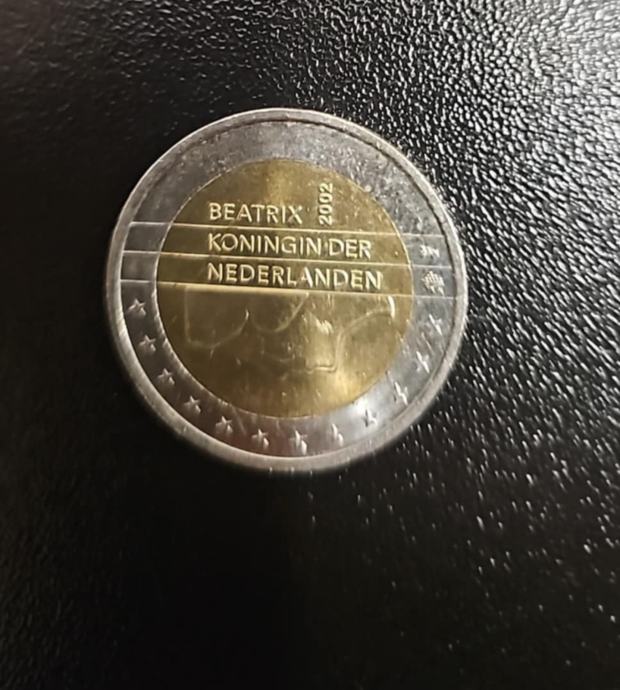 BEATRIX 2002
KONINGIN DER
NEDERLANDEN